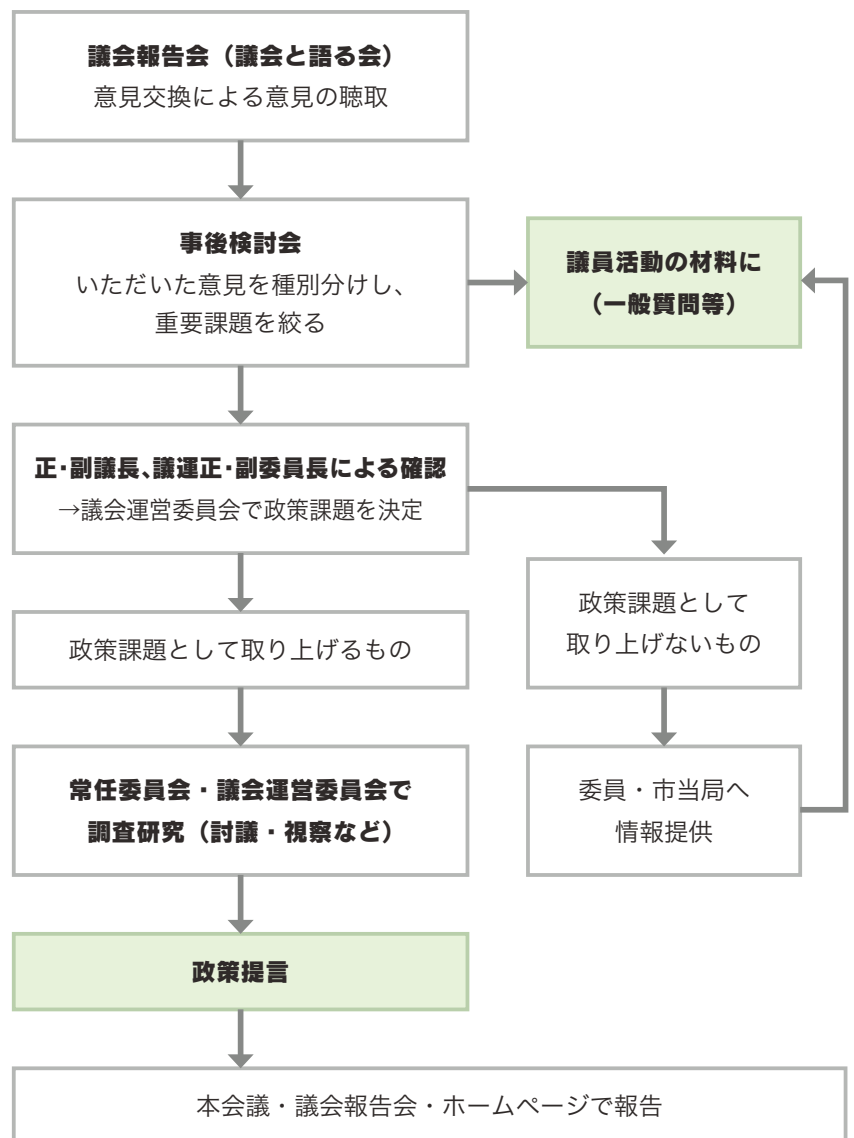 議会報告会（議会と語る会）
意見交換による意見の聴取
事後検討会
いただいた意見を種別分けし、
重要課題を絞る
議員活動の材料に
（一般質問等）
正・副議長、議運正・副委員長による確認
→議会運営委員会で政策課題を決定
政策課題として取り上げるもの
政策課題として
取り上げないもの
常任委員会・議会運営委員会で
調査研究（討議・視察など）
委員・市当局へ
情報提供
政策提言
本会議・議会報告会・ホームページで報告